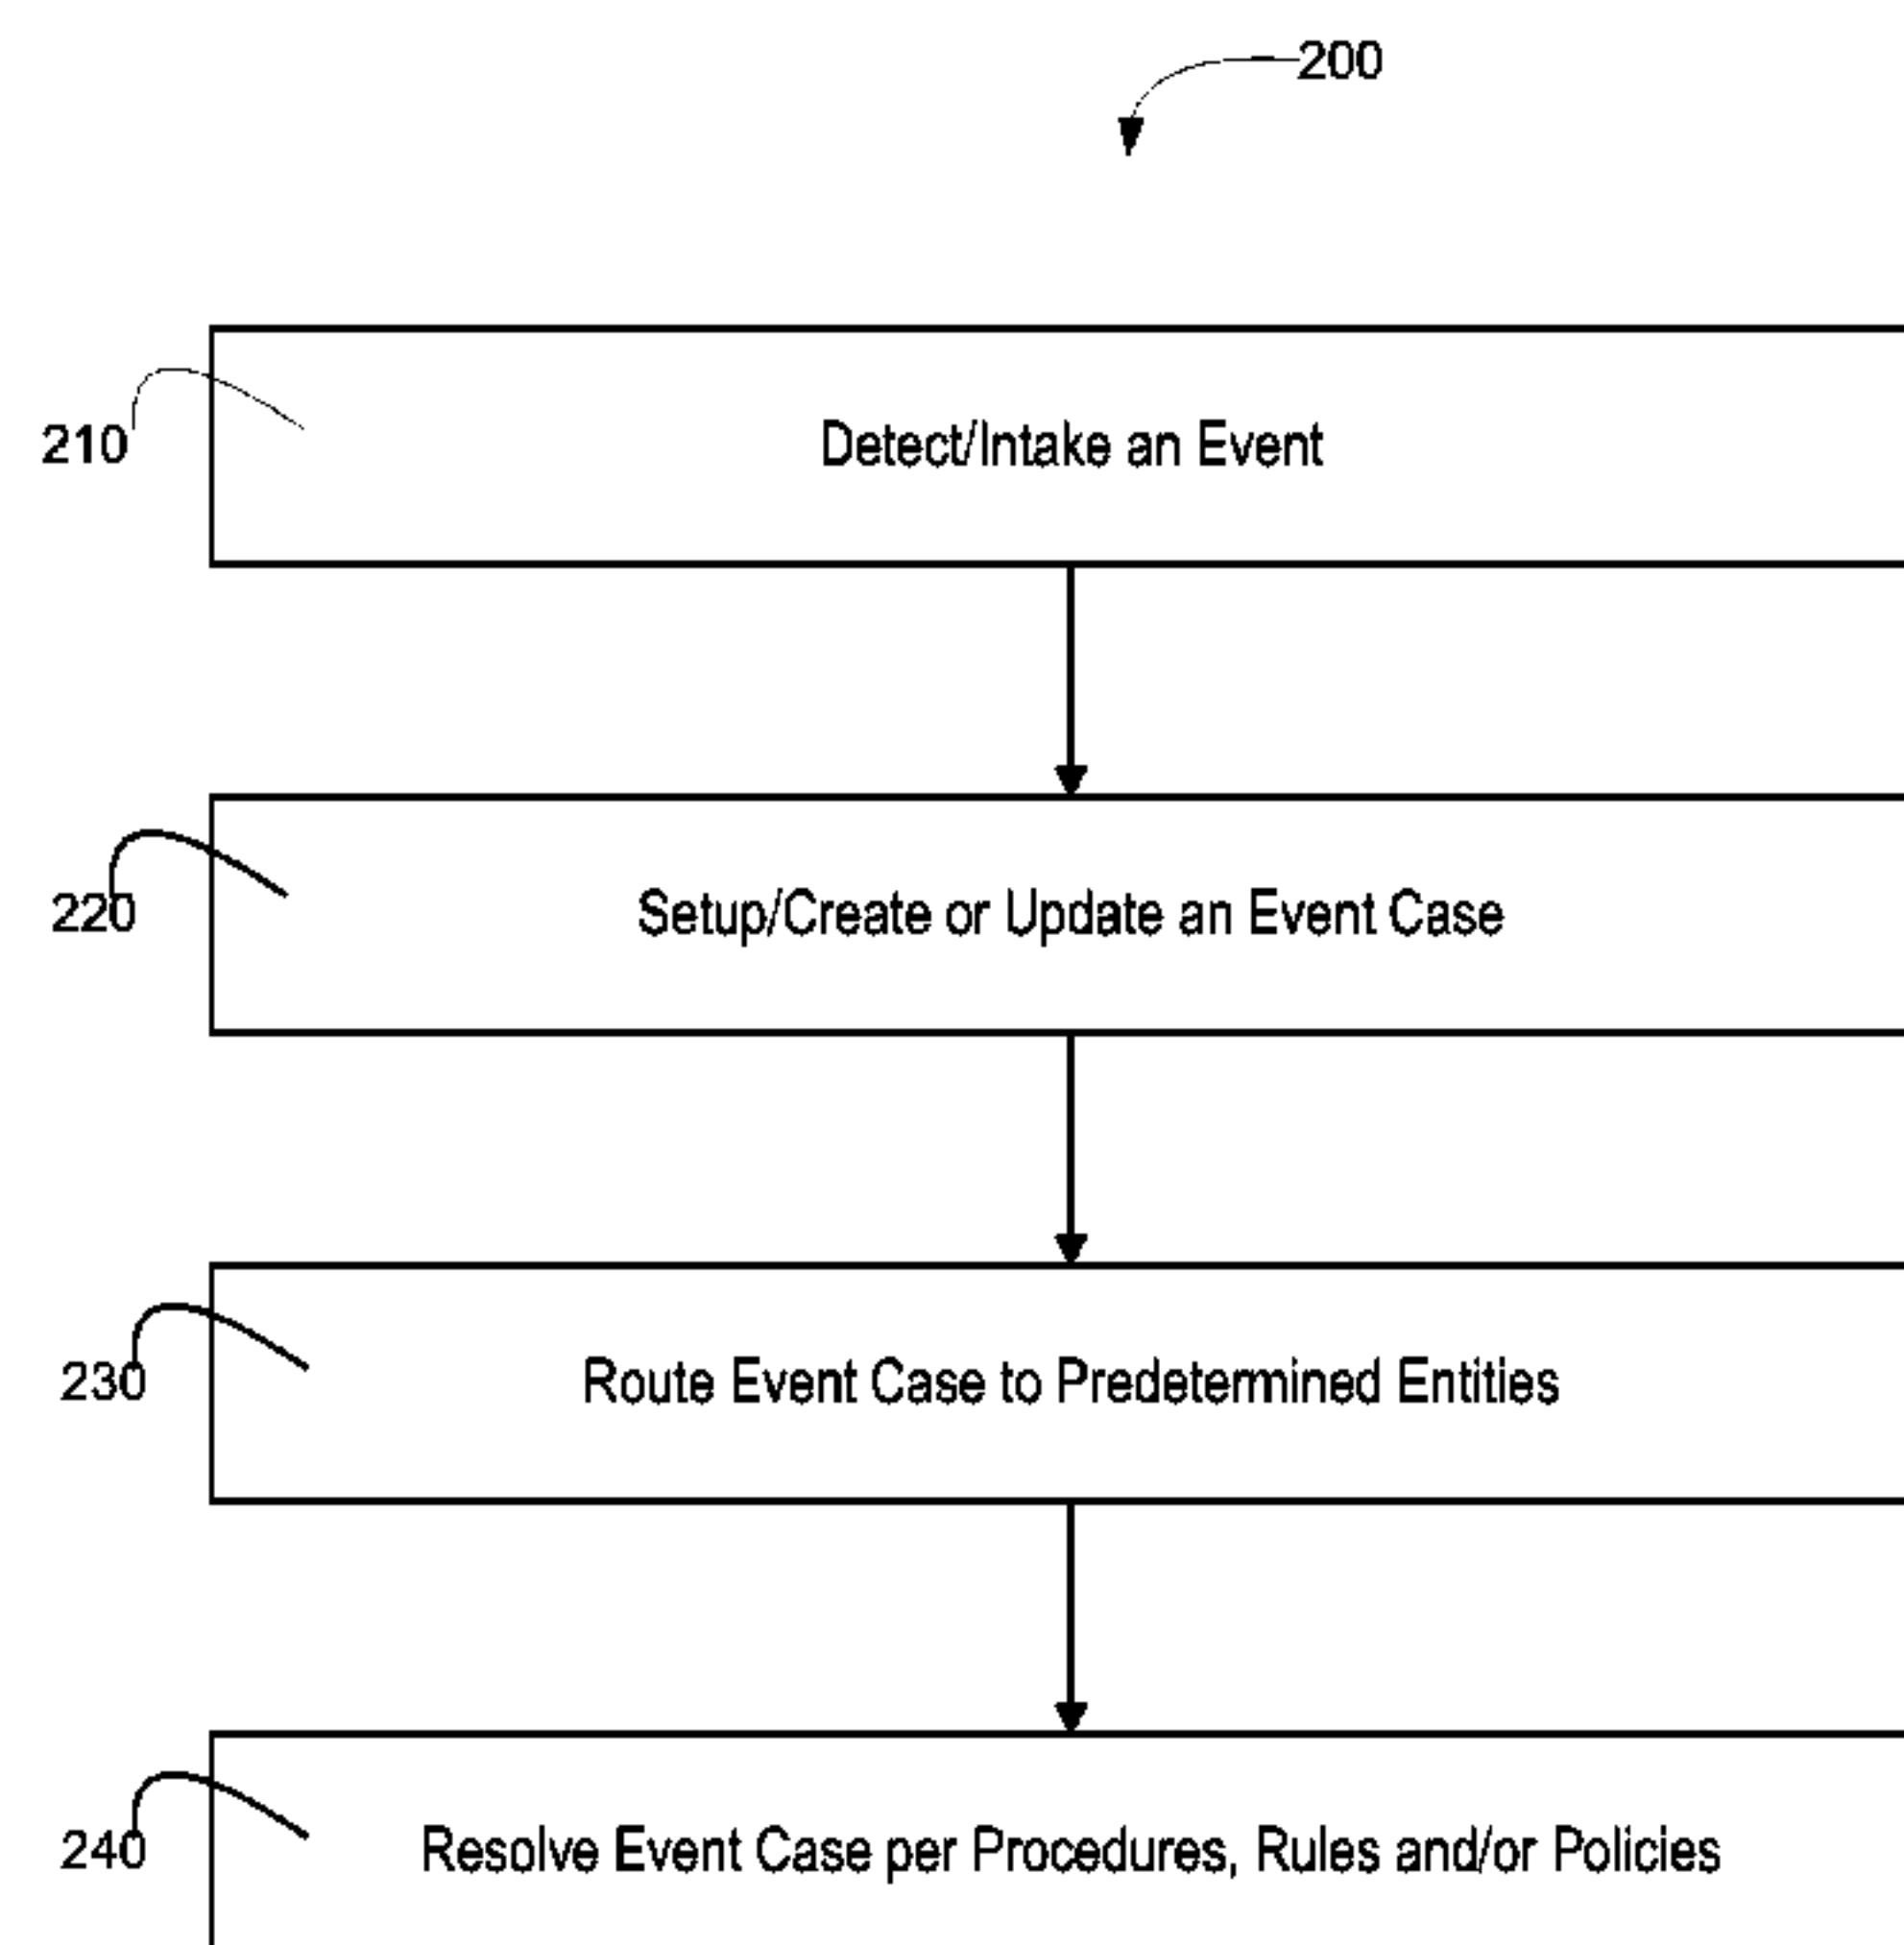 200
210
Detect/Intake an Event
220
Setup/Create or Update an Event Case
230
Route Event Case to Predetermined Entities
240
Resolve Event Case per Procedures, Rules and/or Policies